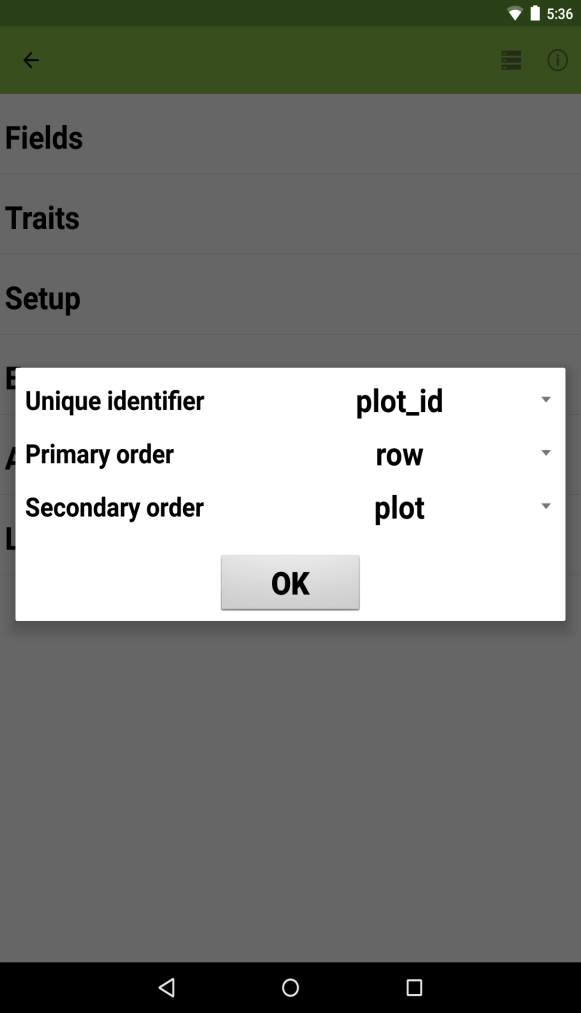 5:36
Fields
Traits
Setup
Unique identifier plot_id
Primary order row
Secondary order plot
OK